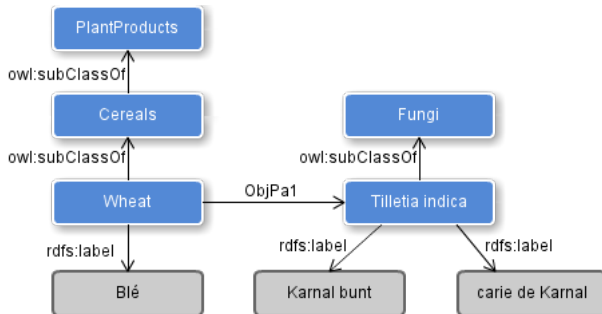 PlantProducts
owl:subClassOf
Cereals
Fungi
owl:subClassOf
owl:subClassOf
Wheat
ObjPa1
Tilletia indica
rdfs:label
rdfs:label
rdfs:label
Blé
Karnal bunt
carie de Karnal